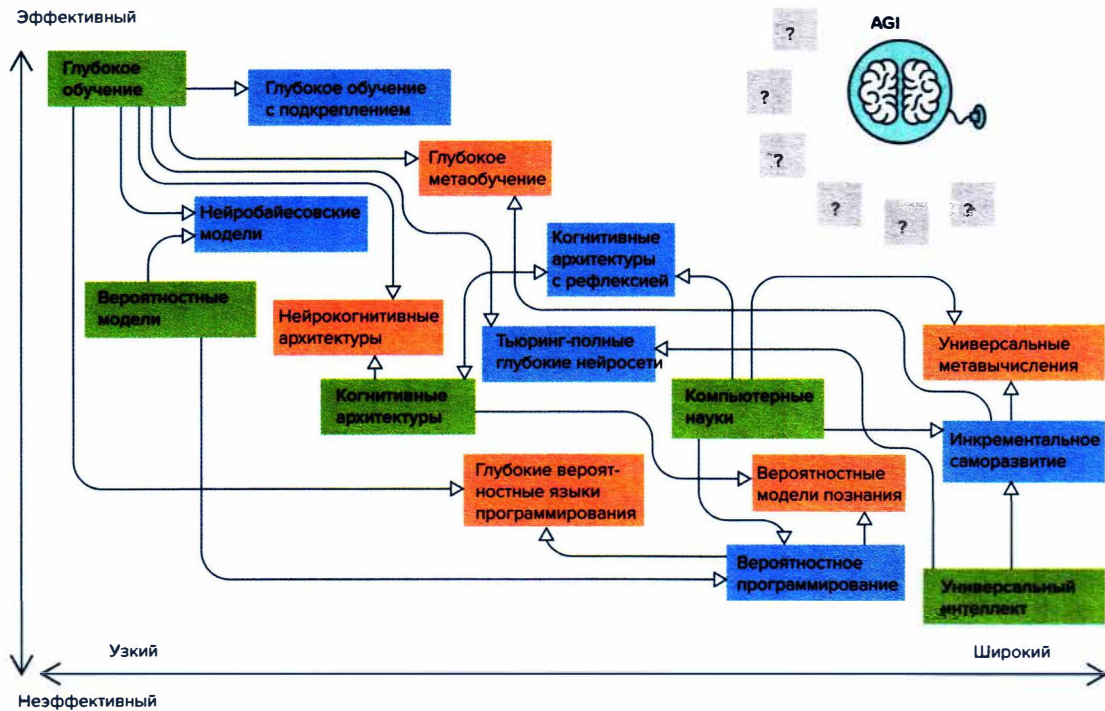 Эффективный
AGI
?
Глубокое
обучение
Глубокое обучение
с подкреплением
?
Глубокое
метаобучение
?
Нейробайесовские
модели
?
?
?
Когнитивные
архитектуры
с рефлексией
Вероятностные
модели
Нейрокогнитивные
архитектуры
Тьюринг-полные
глубокие нейросети
Универсальные
метавычисления
Когнитивные
архитектуры
Компьютерные
науки
Инкрементальное
саморазвитие
Глубокие вероят-
ностные языки
программирования
Вероятностные
модели познания
Вероятностное
программирование
Универсальный
интеллект
Узкий
Широкий
Неэффективный